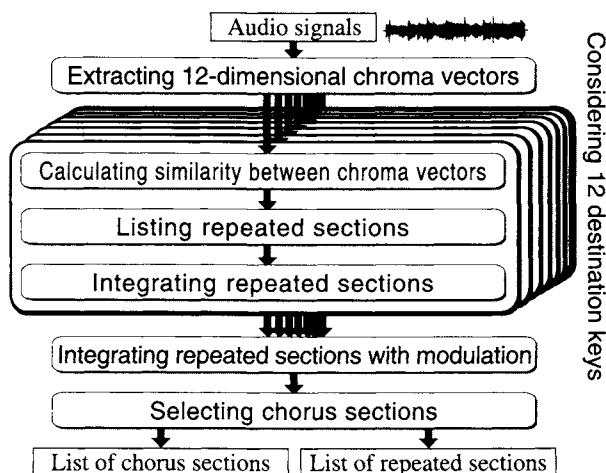 Audio signals
Extracting 12-dimensional chroma vectors
Considering 12 destination keys
Calculating similarity between chroma vectors
Listing repeated sections
Integrating repeated sections
Integrating repeated sections with modulation
Selecting chorus sections
List of chorus sections
List of repeated sections